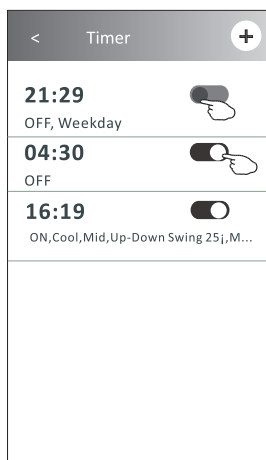 < Timer +
21:29
OFF, Weekday
04:30
OFF
16:19
ON,Cool,Mid,Up-Down Swing 25¡,M...